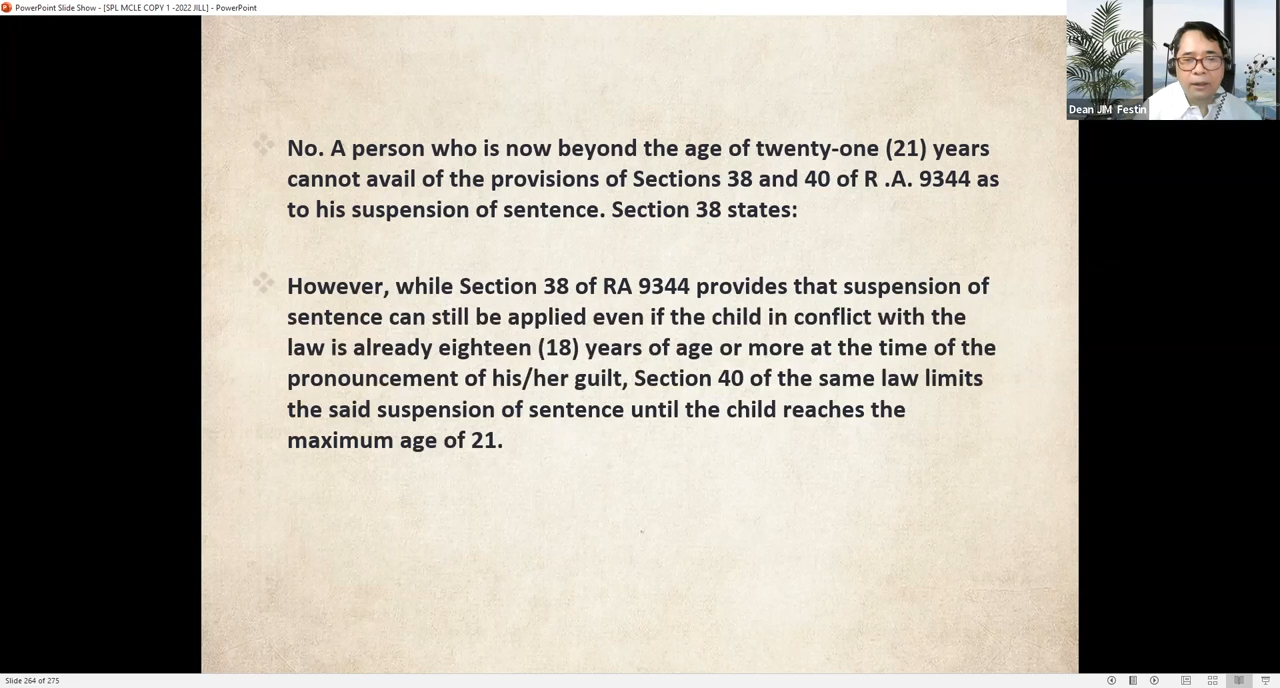 PowerPoint Slide Show - [SPL MCLE COPY 1 -2022 JILL] - PowerPoint
Dean JIM Festin
No. A person who is now beyond the age of twenty-one (21) years
cannot avail of the provisions of Sections 38 and 40 of R .A. 9344 as
to his suspension of sentence. Section 38 states:
However, while Section 38 of RA 9344 provides that suspension of
sentence can still be applied even if the child in conflict with the
law is already eighteen (18) years of age or more at the time of the
pronouncement of his/her guilt, Section 40 of the same law limits
the said suspension of sentence until the child reaches the
maximum age of 21.
Slide 264 of 275